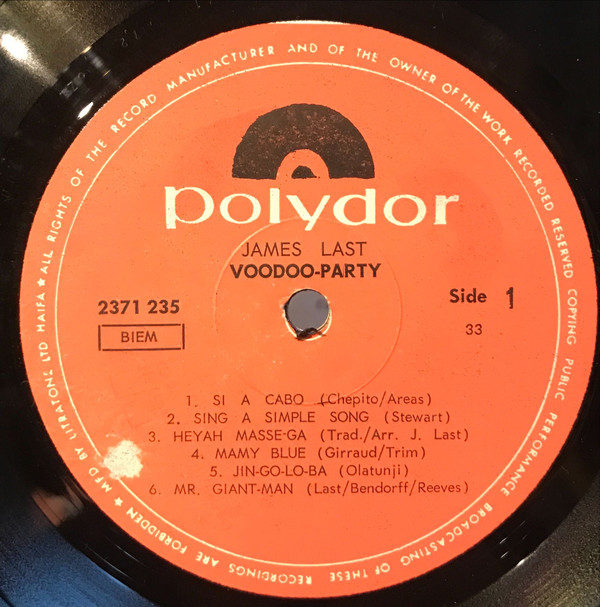 ★ ALL RIGHTS OF THE RECORD MANUFACTURER AND OF THE OWNER OF THE WORK RECORDED RESERVED COPYING PUBLIC PERFORMANCE BROADCASTING OF THESE RECORDINGS ARE FORBIDDEN ★ MFD BY LITRATONE LTD HAIFA
polydor
JAMES LAST
VOODOO-PARTY
2371 235
BIEM
Side 1
33
1. SI A CABO (Chepito/Areas)
2. SING A SIMPLE SONG (Stewart)
3. HEYAH MASSE-GA (Trad./Arr. J. Last)
4. MAMY BLUE (Girraud/Trim)
5. JIN-GO-LO-BA (Olatunji)
6. MR. GIANT-MAN (Last/Bendorff/Reeves)